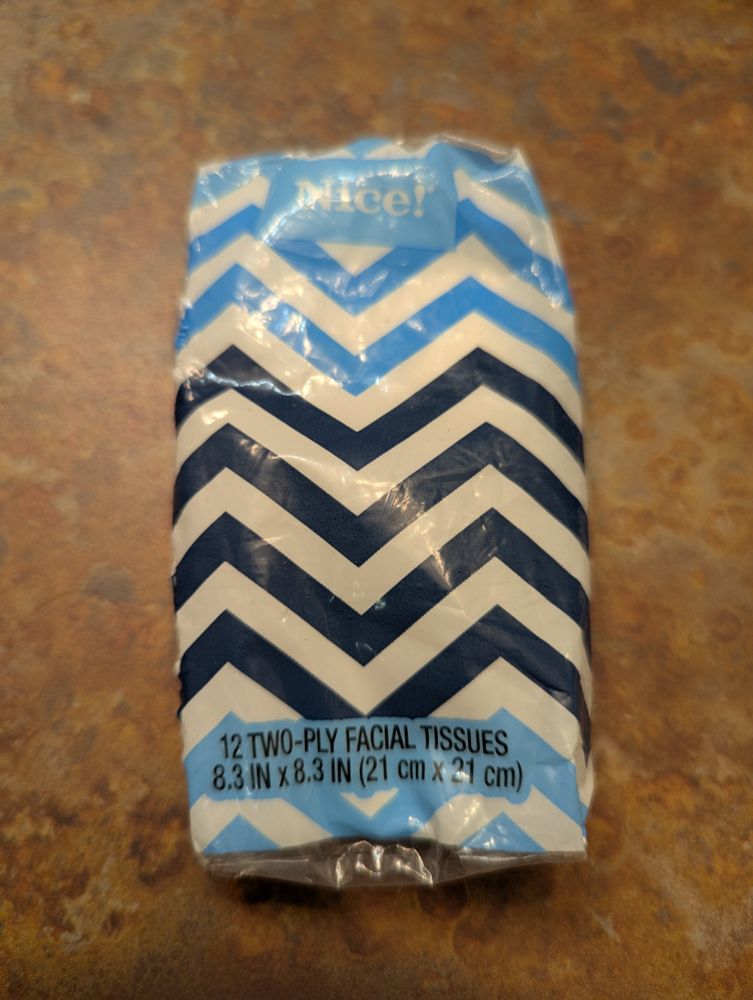 Nice!
12 TWO-PLY FACIAL TISSUES
8.3 IN x 8.3 IN (21 cm x 21 cm)